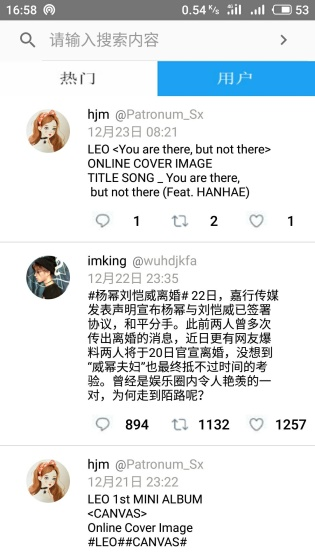 16:58 0.54 K/s 53
请输入搜索内容
热门 用户
hjm @Patronum_Sx
12月23日 08:21
LEO <You are there, but not there>
ONLINE COVER IMAGE
TITLE SONG _ You are there,
but not there (Feat. HANHAE)
1 2 1
imking @wuhdjkfa
12月22日 23:35
#杨幂刘恺威离婚# 22日，嘉行传媒
发表声明宣布杨幂与刘恺威已签署
协议，和平分手。此前两人曾多次
传出离婚的消息，近日更有网友爆
料两人将于20日官宣离婚，没想到
“威幂夫妇”也最终抵不过时间的考
验。曾经是娱乐圈内令人艳羡的一
对，为何走到陌路呢？
894 1132 1257
hjm @Patronum_Sx
12月21日 23:22
LEO 1st MINI ALBUM
<CANVAS>
Online Cover Image
#LEO##CANVAS#